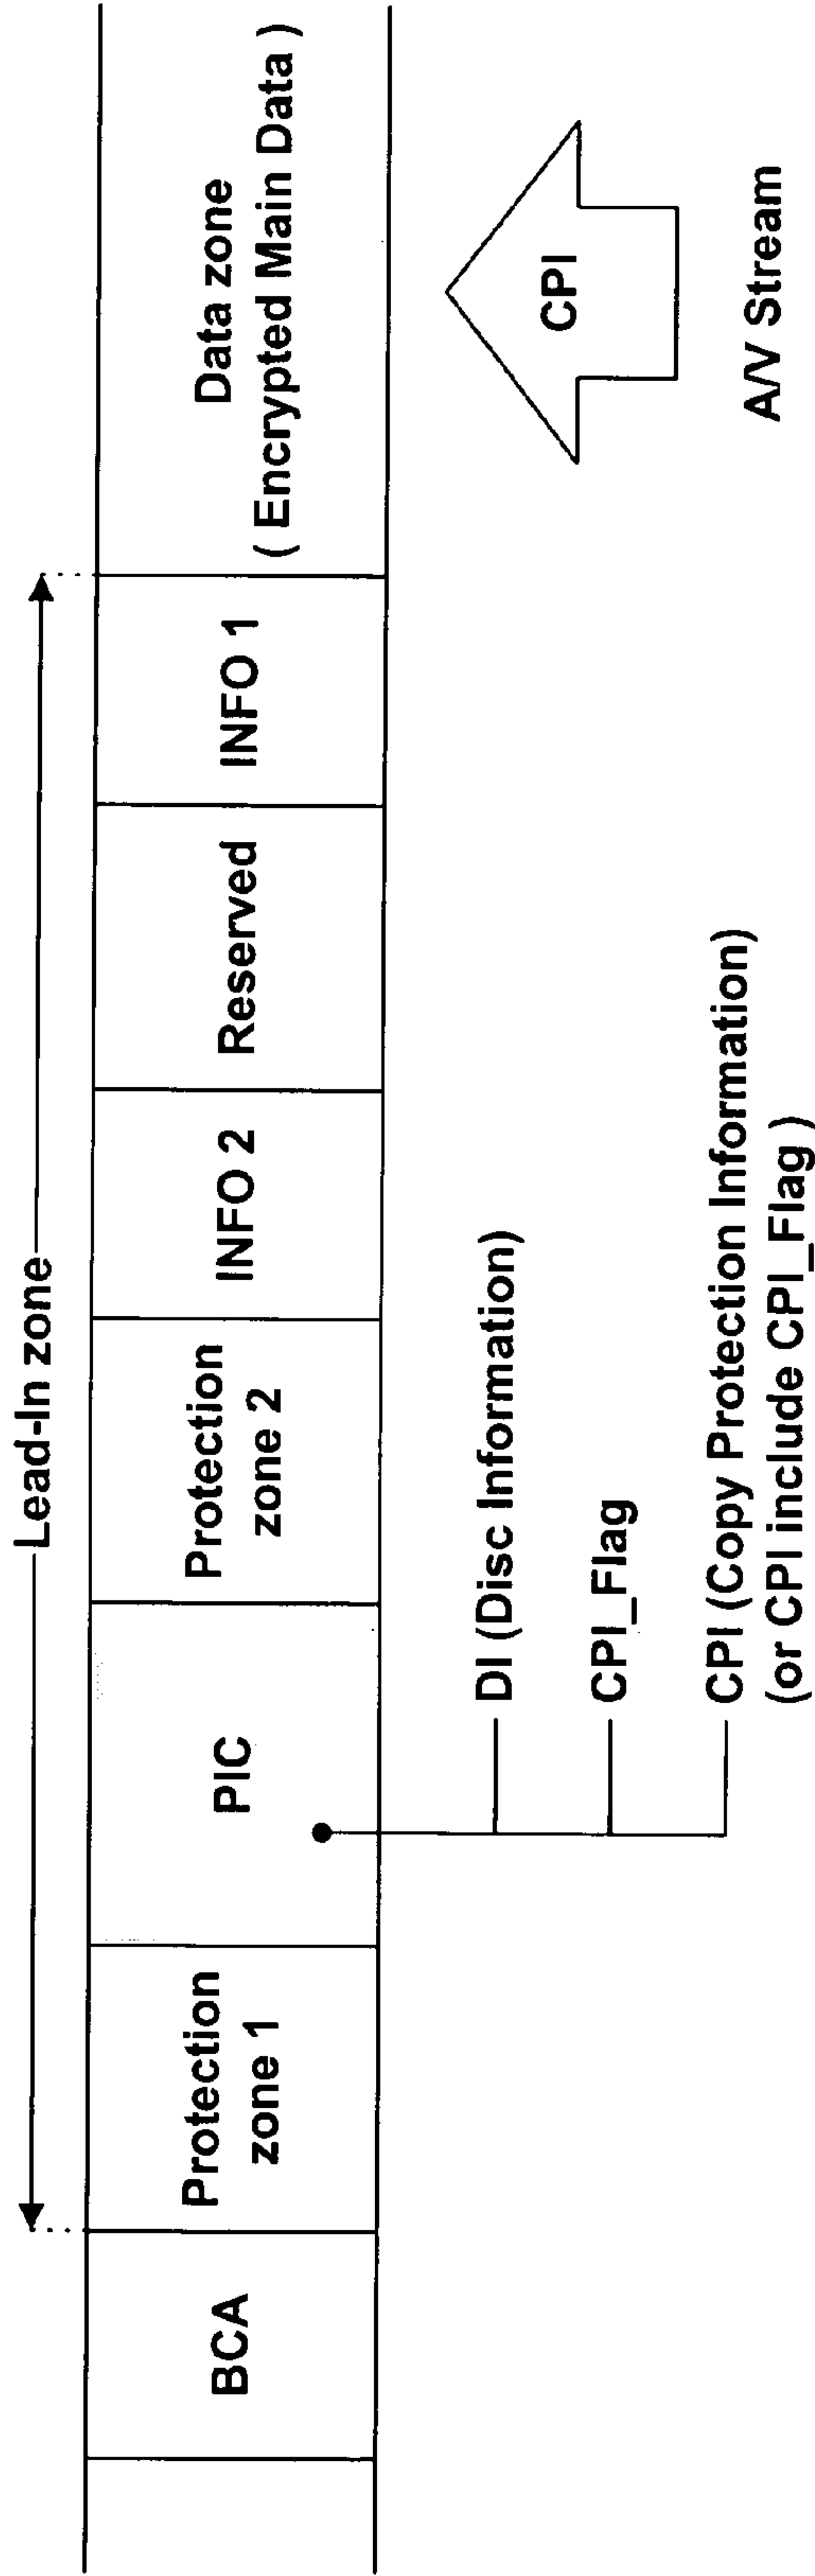 Lead-In zone
BCA
Protection
zone 1
PIC
Protection
zone 2
INFO 2
Reserved
INFO 1
Data zone
( Encrypted Main Data )
DI (Disc Information)
CPI_Flag
CPI (Copy Protection Information)
(or CPI include CPI_Flag )
CPI
A/V Stream